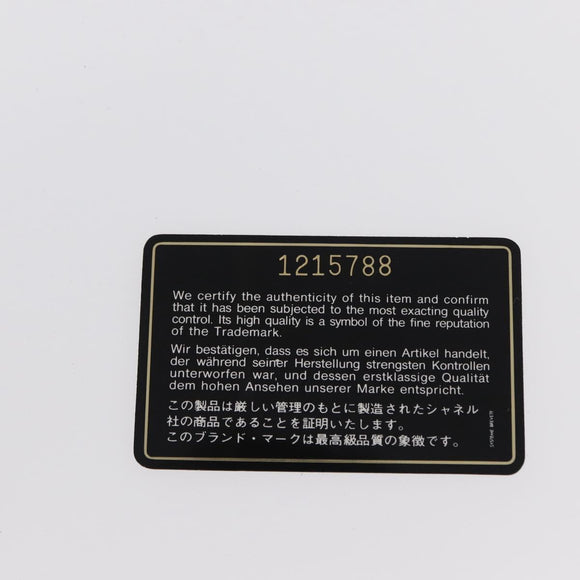 1215788
We certify the authenticity of this item and confirm
that it has been subjected to the most exacting quality
control. Its high quality is a symbol of the fine reputation
of the Trademark.
Wir bestätigen, dass es sich um einen Artikel handelt,
der während seiner Herstellung strengsten Kontrollen
unterworfen war, und dessen erstklassige Qualität
dem hohen Ansehen unserer Marke entspricht.
この製品は厳しい管理のもとに製造されたシャネル
社の商品であることを証明いたします。
このブランド・マークは最高級品質の象徴です。